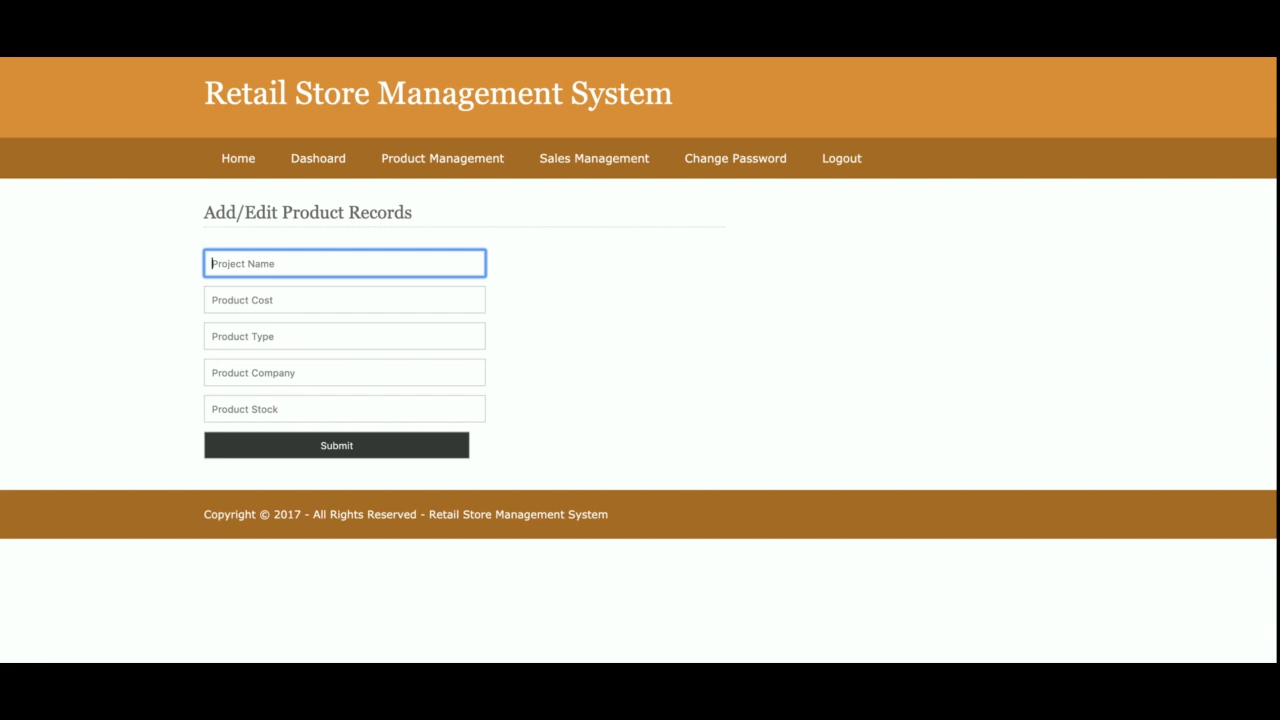 Retail Store Management System
Home Dashoard Product Management Sales Management Change Password Logout
Add/Edit Product Records
Project Name
Product Cost
Product Type
Product Company
Product Stock
Submit
Copyright © 2017 - All Rights Reserved - Retail Store Management System